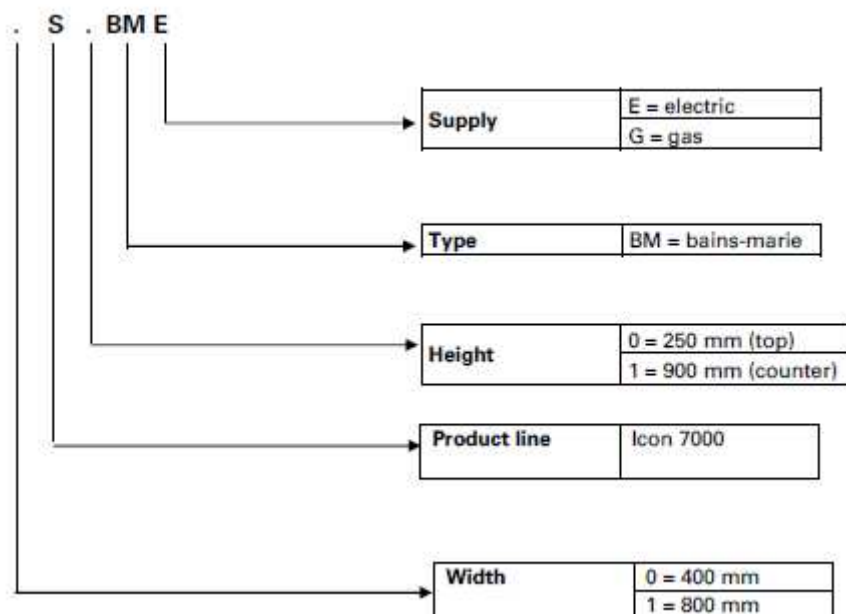 . S . BM E
Supply
E = electric
G = gas
Type
BM = bains-marie
Height
0 = 250 mm (top)
1 = 900 mm (counter)
Product line
Icon 7000
Width
0 = 400 mm
1 = 800 mm